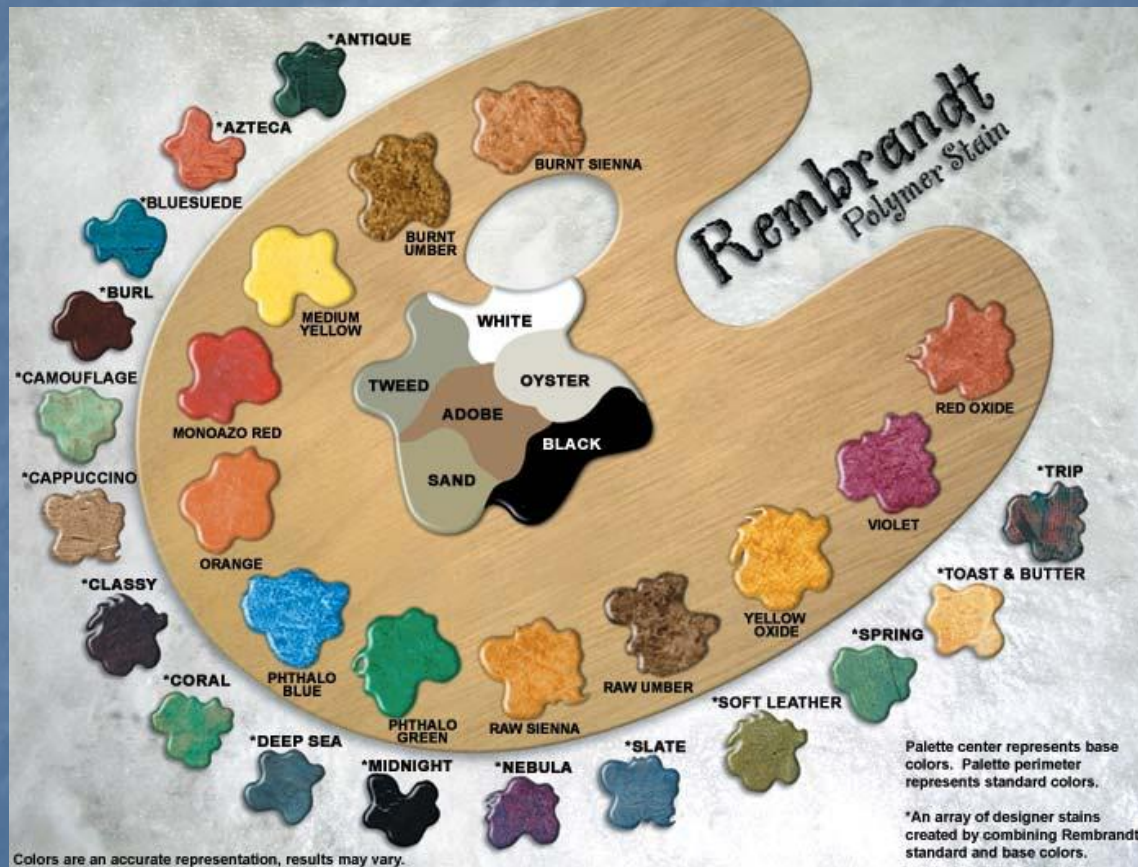 Rembrandt
Polymer Stain
*ANTIQUE
*AZTECA
*BLUESUEDE
*BURL
*CAMOUFLAGE
*CAPPUCCINO
*CLASSY
*CORAL
*DEEP SEA
*MIDNIGHT
*NEBULA
*SLATE
*SOFT LEATHER
*SPRING
*TOAST & BUTTER
*TRIP
BURNT SIENNA
BURNT
UMBER
MEDIUM
YELLOW
MONOAZO RED
ORANGE
PHTHALO
BLUE
PHTHALO
GREEN
RAW SIENNA
RAW UMBER
YELLOW
OXIDE
VIOLET
RED OXIDE
WHITE
TWEED
OYSTER
ADOBE
BLACK
SAND
Palette center represents base
colors. Palette perimeter
represents standard colors.
*An array of designer stains
created by combining Rembrandt
standard and base colors.
Colors are an accurate representation, results may vary.